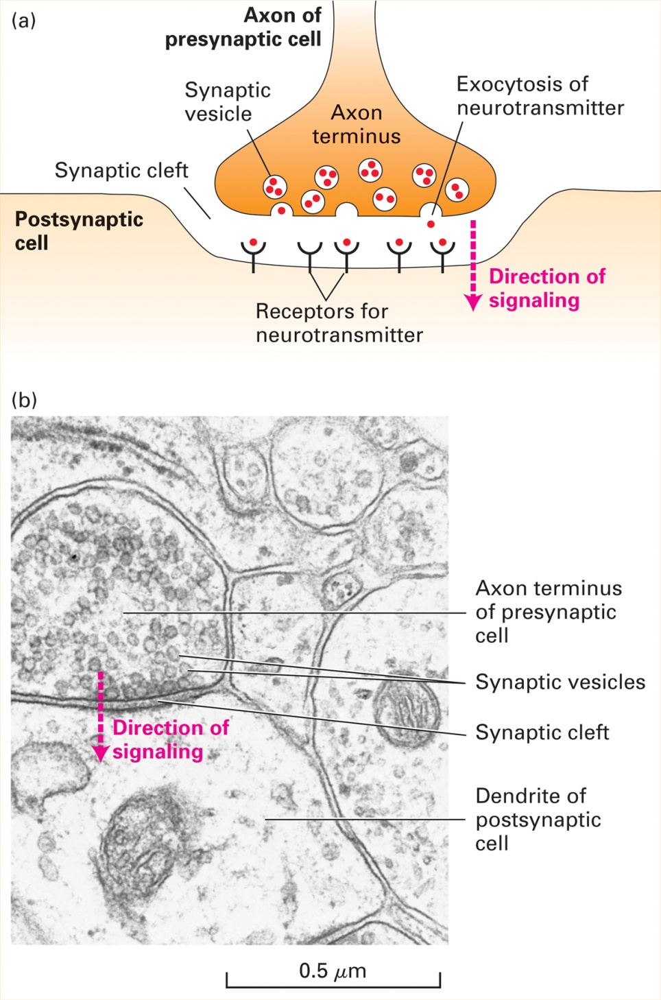 (a)
Axon of
presynaptic cell
Synaptic
vesicle
Exocytosis of
neurotransmitter
Axon
terminus
Synaptic cleft
Postsynaptic
cell
Direction of
signaling
Receptors for
neurotransmitter
(b)
Axon terminus
of presynaptic
cell
Synaptic vesicles
Synaptic cleft
Direction of
signaling
Dendrite of
postsynaptic
cell
0.5 μm